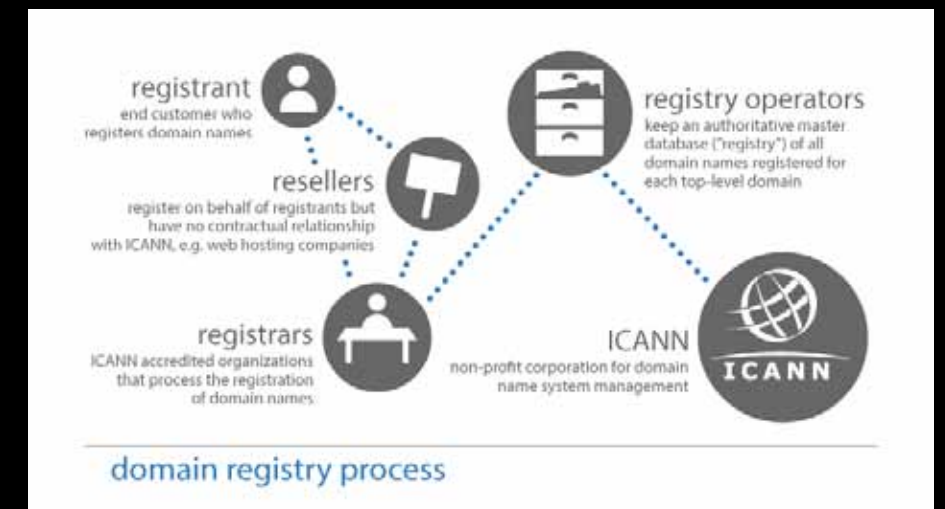 registrant
end customer who
registers domain names
resellers
register on behalf of registrants but
have no contractual relationship
with ICANN, e.g. web hosting companies
registrars
ICANN accredited organizations
that process the registration
of domain names
registry operators
keep an authoritative master
database ("registry") of all
domain names registered for
each top-level domain
ICANN
non-profit corporation for domain
name system management
ICANN
domain registry process